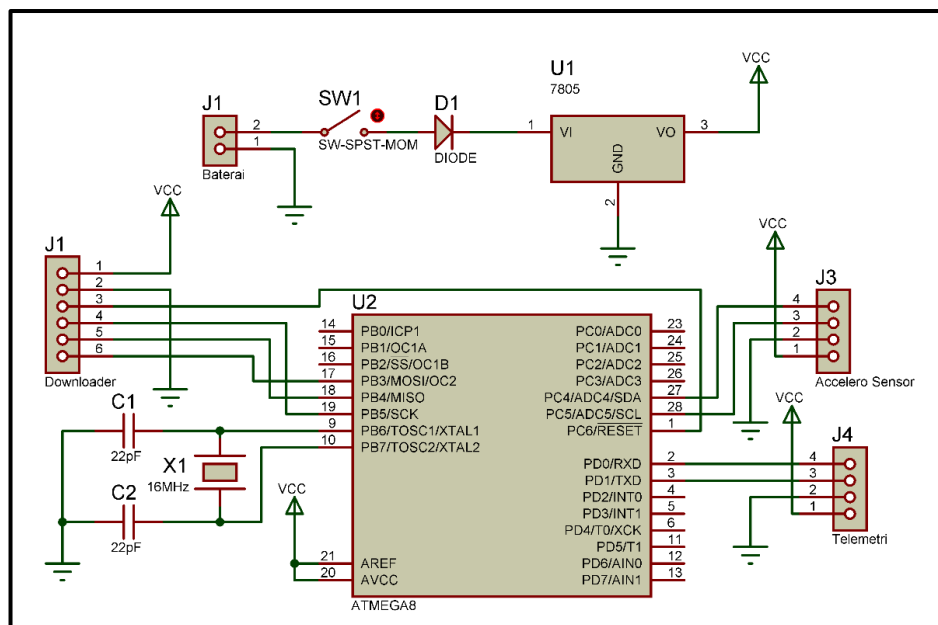 J1
2
1
Baterai
SW1
SW-SPST-MOM
D1
DIODE
U1
7805
1
VI
VO
3
GND
2
VCC
VCC
J1
1
2
3
4
5
6
Downloader
C1
22pF
C2
22pF
X1
16MHz
VCC
U2
14 PB0/ICP1
15 PB1/OC1A
16 PB2/SS/OC1B
17 PB3/MOSI/OC2
18 PB4/MISO
19 PB5/SCK
9 PB6/TOSC1/XTAL1
10 PB7/TOSC2/XTAL2
21 AREF
20 AVCC
PC0/ADC0 23
PC1/ADC1 24
PC2/ADC2 25
PC3/ADC3 26
PC4/ADC4/SDA 27
PC5/ADC5/SCL 28
PC6/RESET 1
PD0/RXD 2
PD1/TXD 3
PD2/INT0 4
PD3/INT1 5
PD4/T0/XCK 6
PD5/T1 11
PD6/AIN0 12
PD7/AIN1 13
ATMEGA8
VCC
J3
4
3
2
1
Accelero Sensor
VCC
J4
4
3
2
1
Telemetri